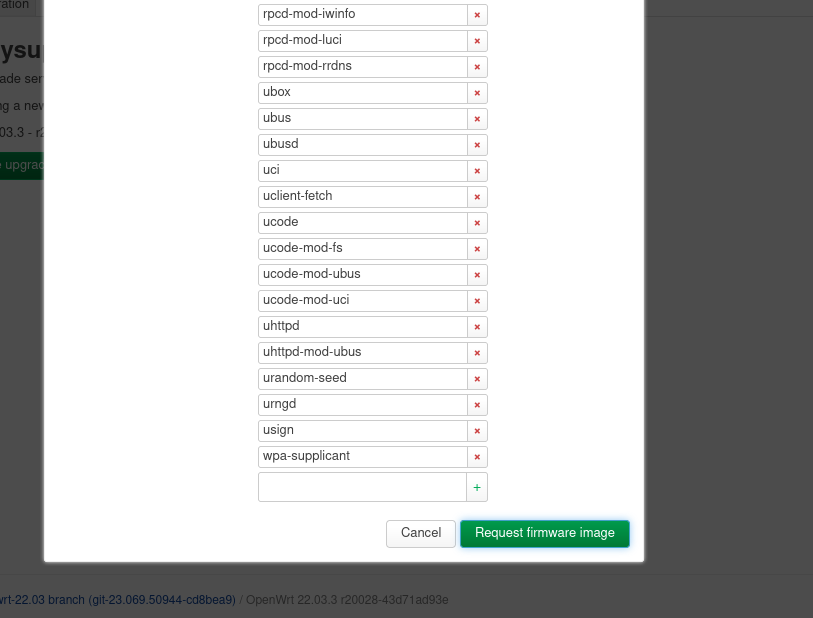 ration
rpcd-mod-iwinfo
rpcd-mod-luci
ysup
rpcd-mod-rrdns
ade ser
ubox
ng a new
ubus
03.3 - r2
ubusd
e upgrad
uci
uclient-fetch
ucode
ucode-mod-fs
ucode-mod-ubus
ucode-mod-uci
uhttpd
uhttpd-mod-ubus
urandom-seed
urngd
usign
wpa-supplicant
+
Cancel Request firmware image
wrt-22.03 branch (git-23.069.50944-cd8bea9) / OpenWrt 22.03.3 r20028-43d71ad93e